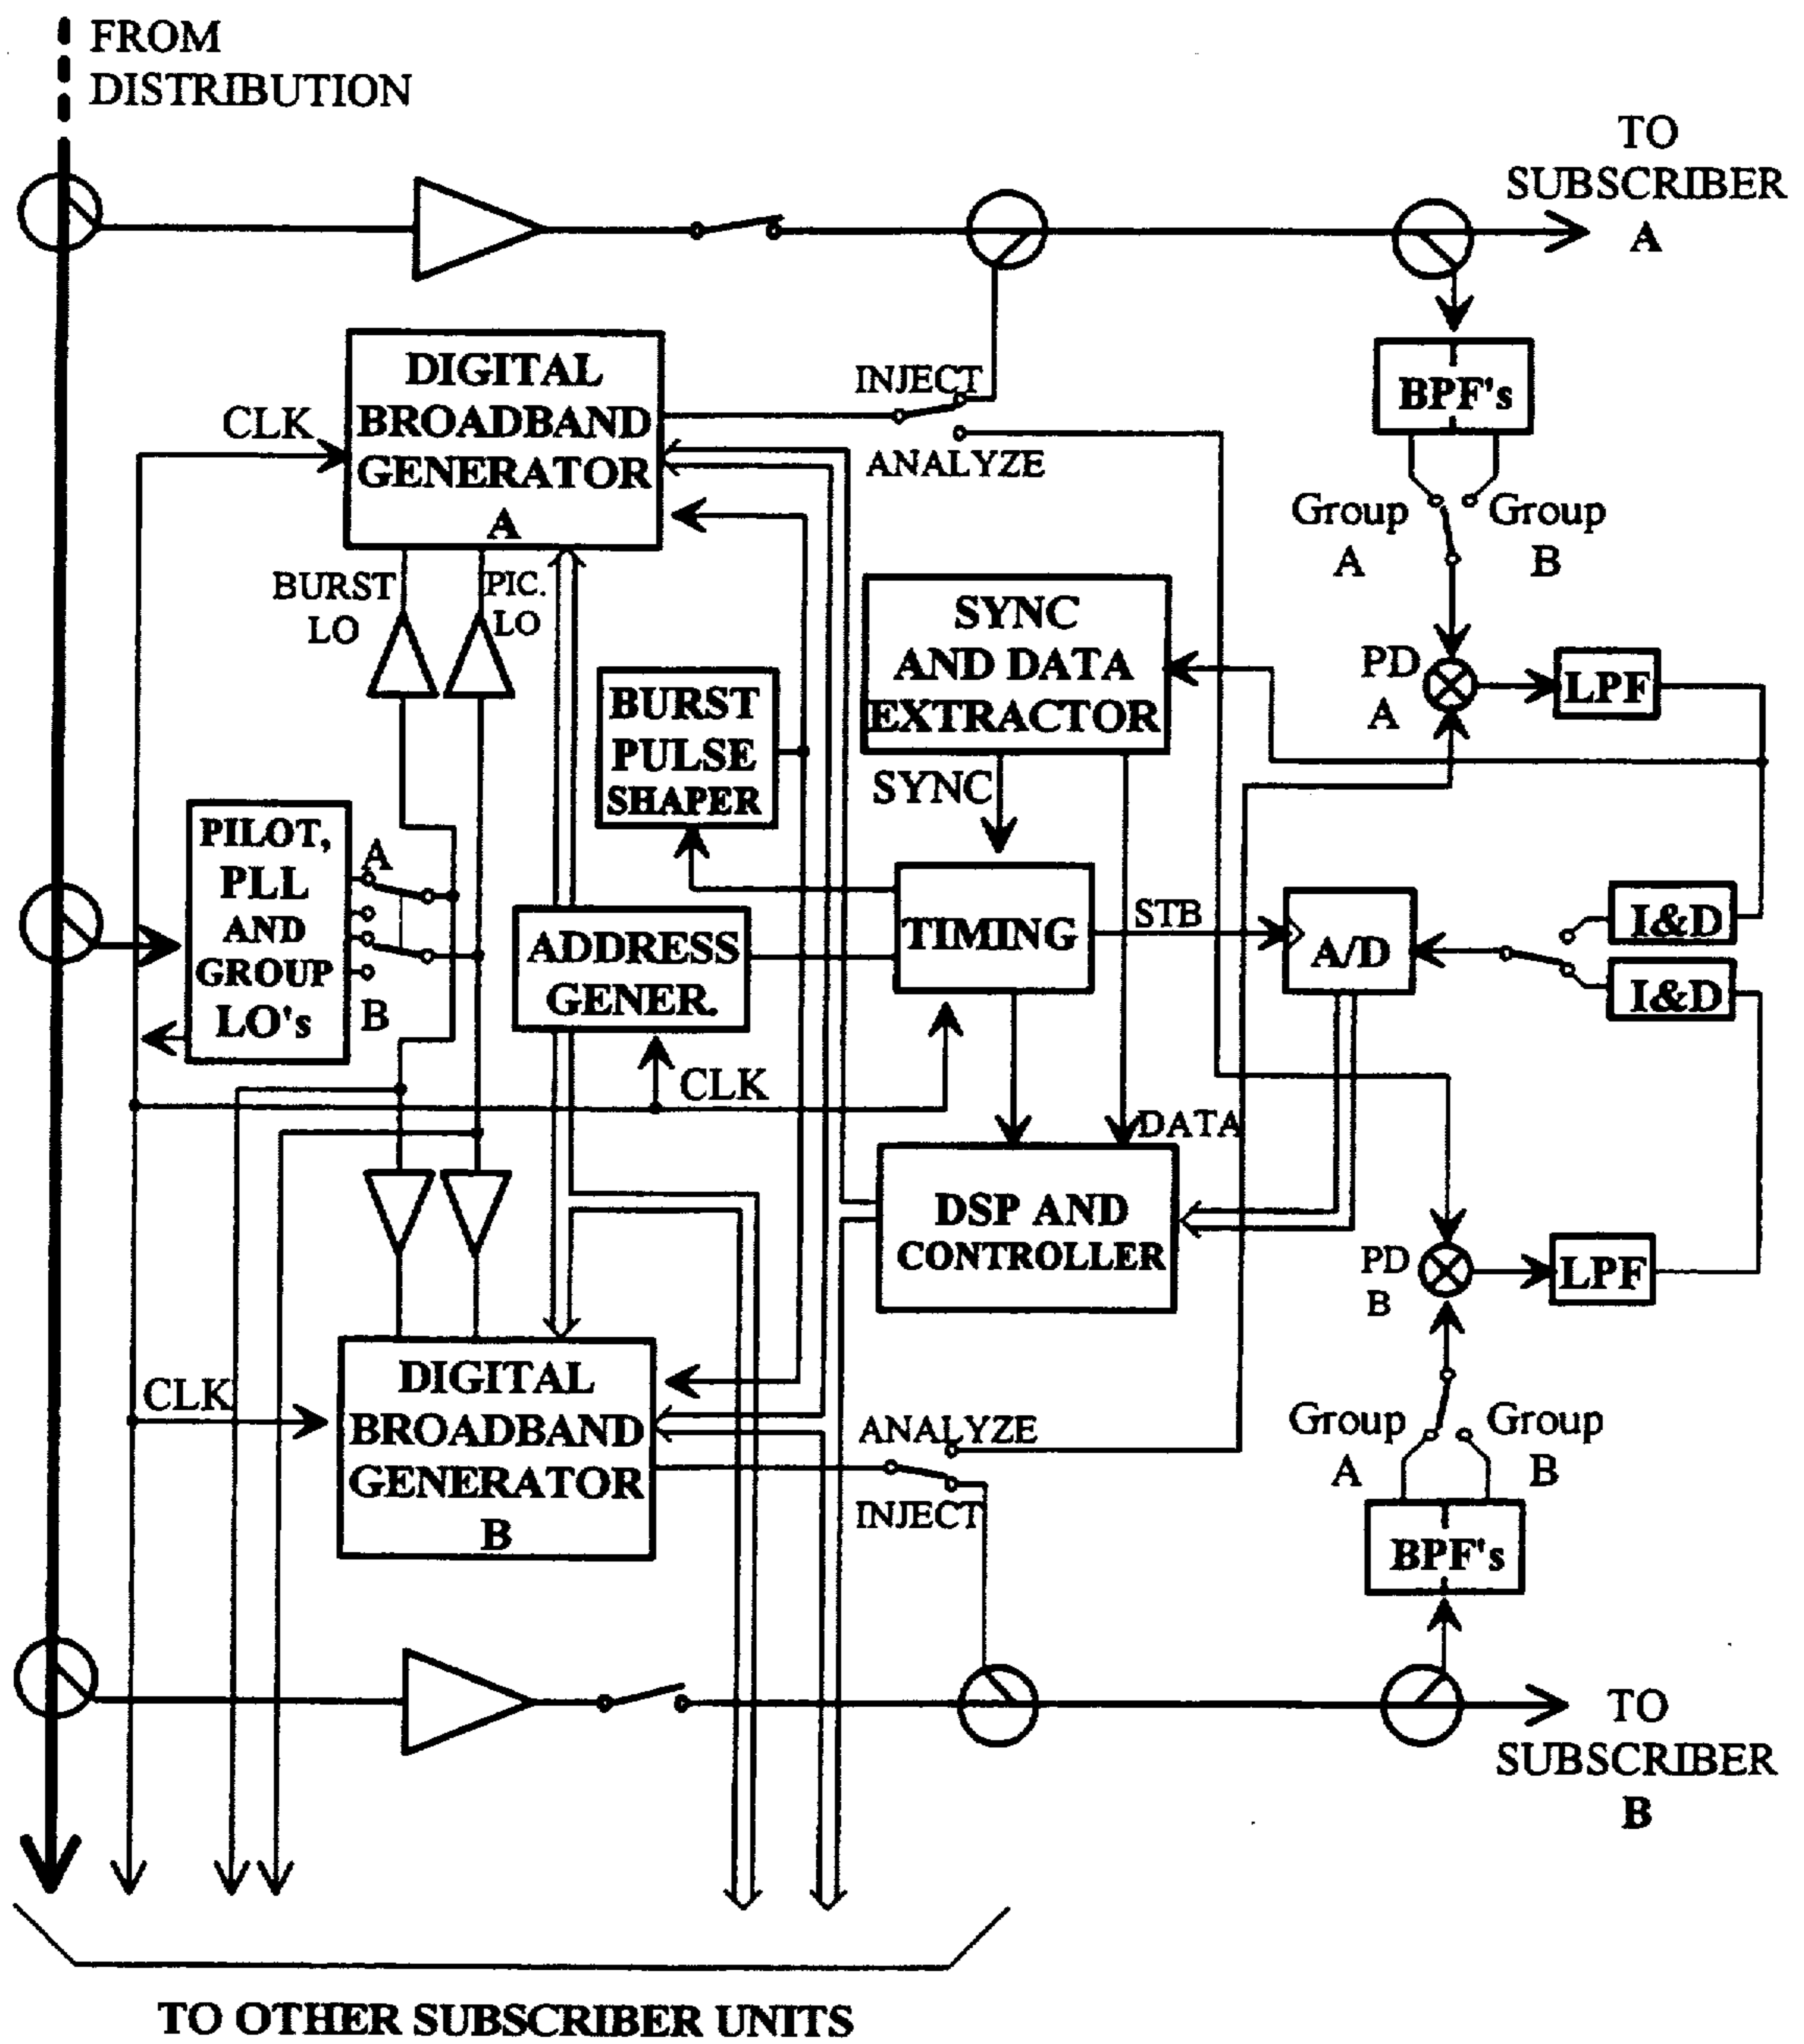 FROM
DISTRIBUTION
TO
SUBSCRIBER
A
DIGITAL
BROADBAND
GENERATOR
A
CLK
INJECT
ANALYZE
BPF's
Group
A
Group
B
BURST
LO
PIC.
LO
SYNC
AND DATA
EXTRACTOR
PD
A
LPF
BURST
PULSE
SHAPER
SYNC
PILOT,
PLL
AND
GROUP
LO's
A
B
ADDRESS
GENER.
TIMING
STB
A/D
I&D
I&D
CLK
DATA
DSP AND
CONTROLLER
PD
B
LPF
DIGITAL
BROADBAND
GENERATOR
B
CLK
ANALYZE
INJECT
Group
A
Group
B
BPF's
TO
SUBSCRIBER
B
TO OTHER SUBSCRIBER UNITS